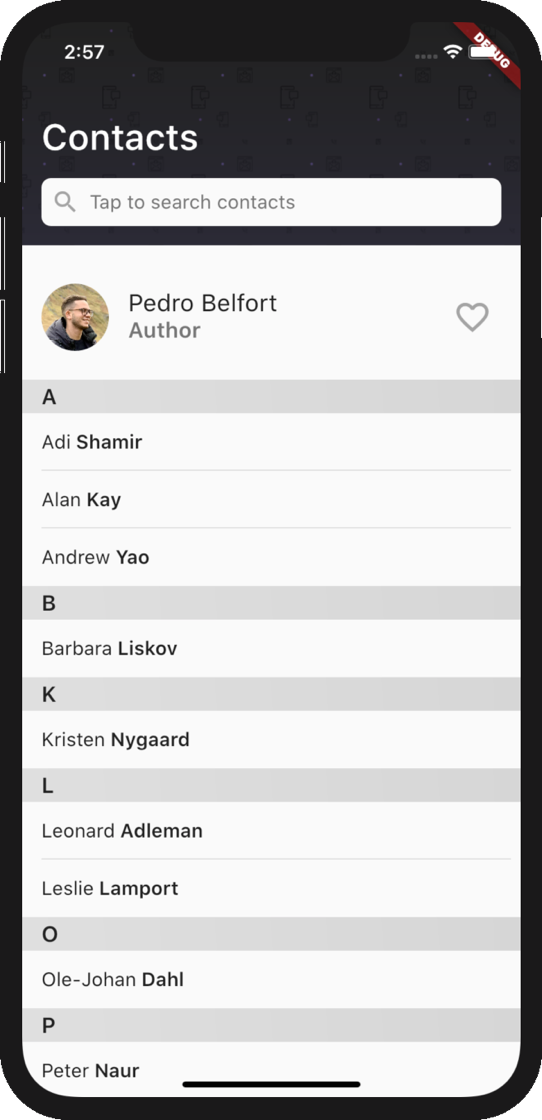 2:57
DEBUG
Contacts
Tap to search contacts
Pedro Belfort
Author
A
Adi Shamir
Alan Kay
Andrew Yao
B
Barbara Liskov
K
Kristen Nygaard
L
Leonard Adleman
Leslie Lamport
O
Ole-Johan Dahl
P
Peter Naur